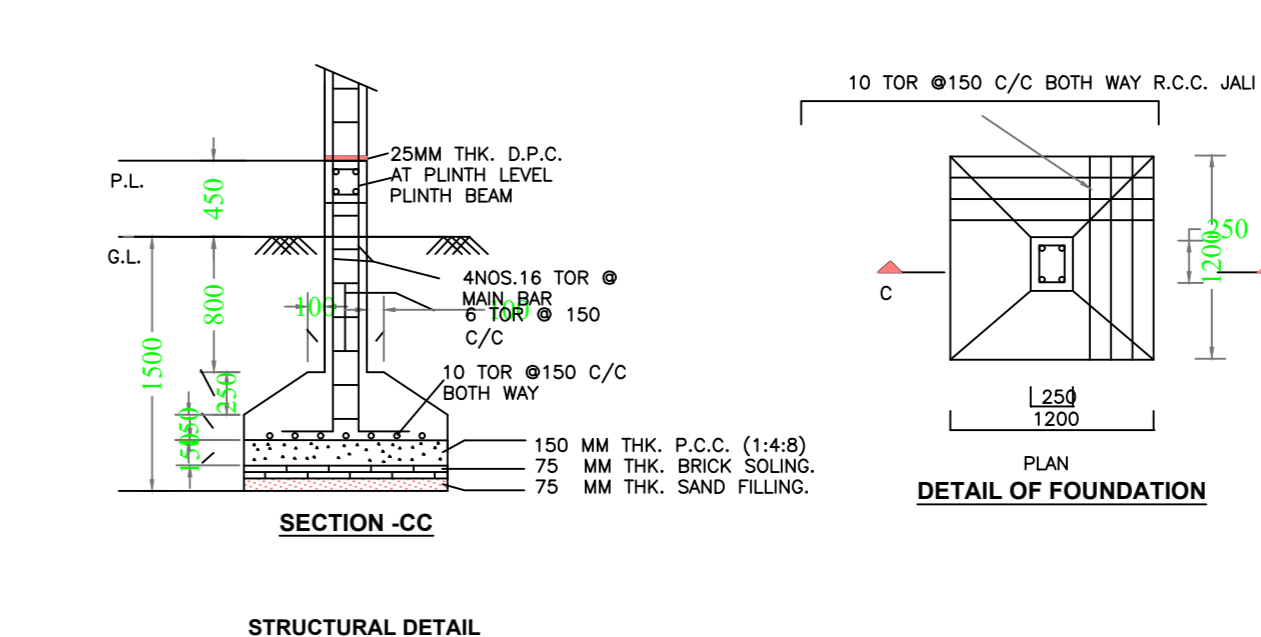 10 TOR @150 C/C BOTH WAY R.C.C. JALI
25MM THK. D.P.C.
AT PLINTH LEVEL
PLINTH BEAM
P.L.
450
G.L.
4NOS.16 TOR @
MAIN BAR
6 TOR @ 150
C/C
100
100
800
1500
250
10 TOR @150 C/C
BOTH WAY
150
150 MM THK. P.C.C. (1:4:8)
75 MM THK. BRICK SOLING.
75 MM THK. SAND FILLING.
SECTION -CC
250
1200
C
250
1200
PLAN
DETAIL OF FOUNDATION
STRUCTURAL DETAIL